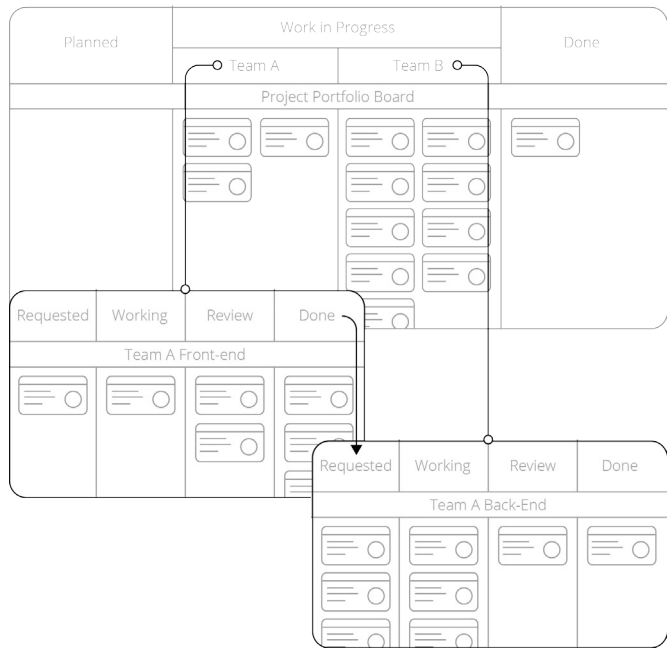 Planned
Work in Progress
Done
Team A
Team B
Project Portfolio Board
Requested
Working
Review
Done
Team A Front-end
Requested
Working
Review
Done
Team A Back-End